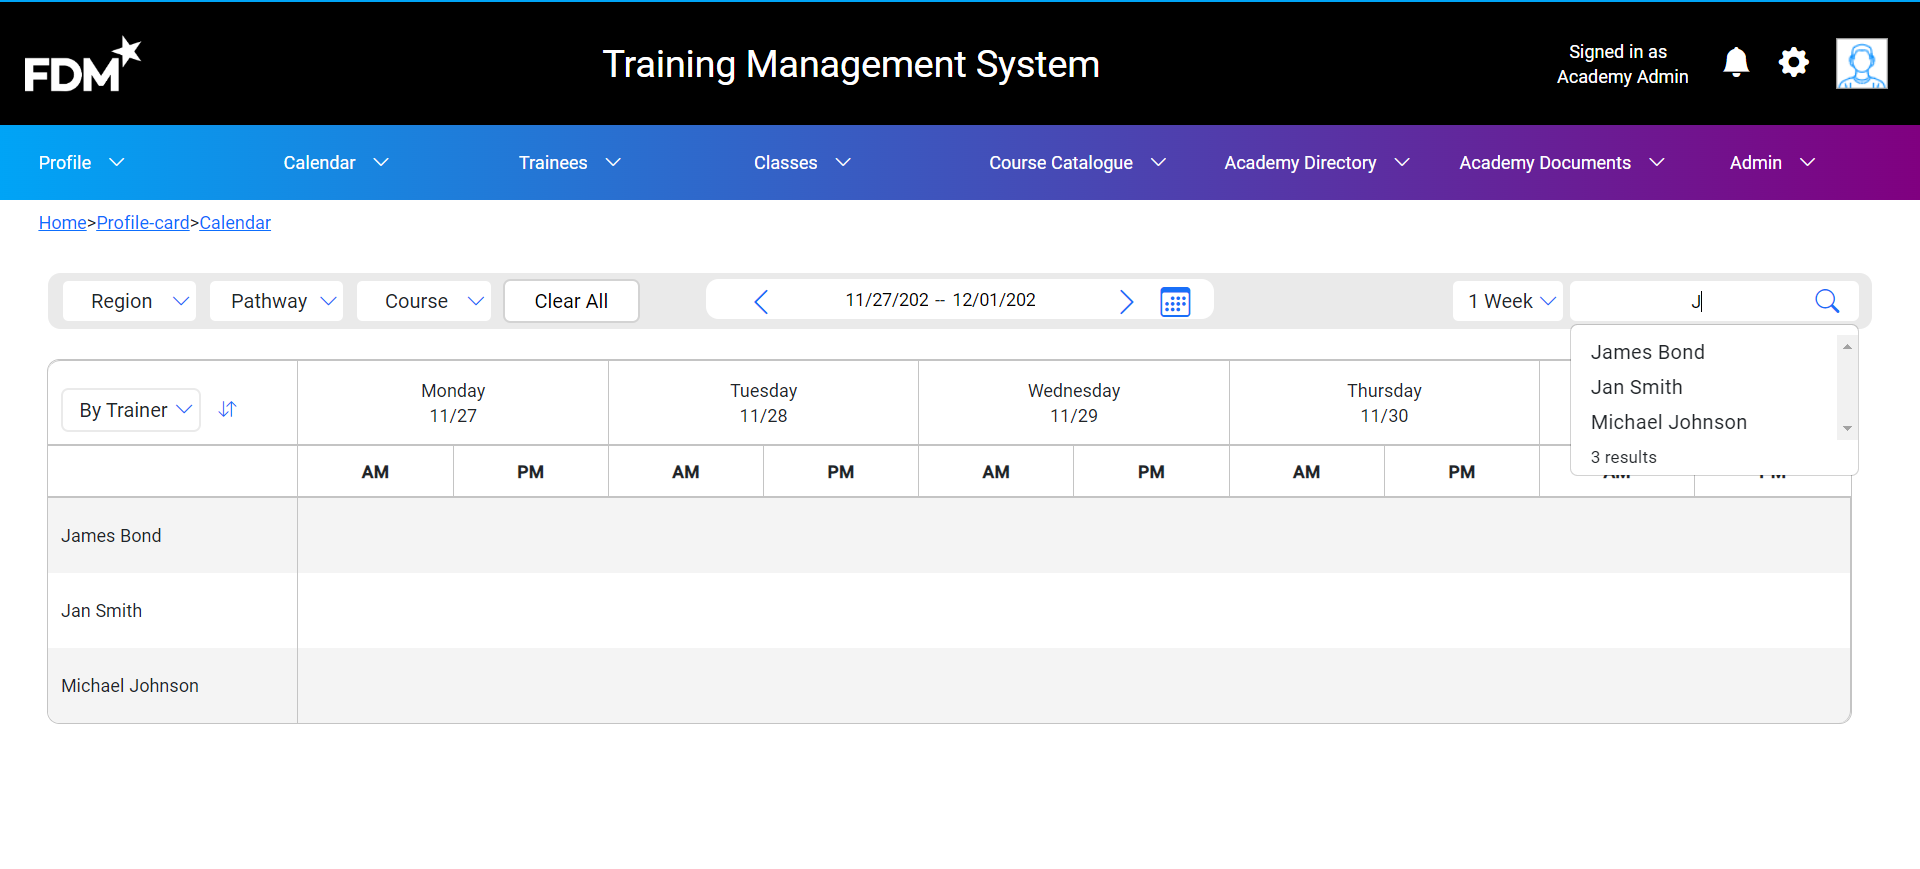 FDM
Training Management System
Signed in as
Academy Admin
Profile
Calendar
Trainees
Classes
Course Catalogue
Academy Directory
Academy Documents
Admin
Home>Profile-card>Calendar
Region
Pathway
Course
Clear All
11/27/202 -- 12/01/202
1 Week
J
James Bond
Jan Smith
Michael Johnson
3 results
By Trainer
Monday
11/27
Tuesday
11/28
Wednesday
11/29
Thursday
11/30
AM PM AM PM AM PM AM PM AM PM
James Bond
Jan Smith
Michael Johnson